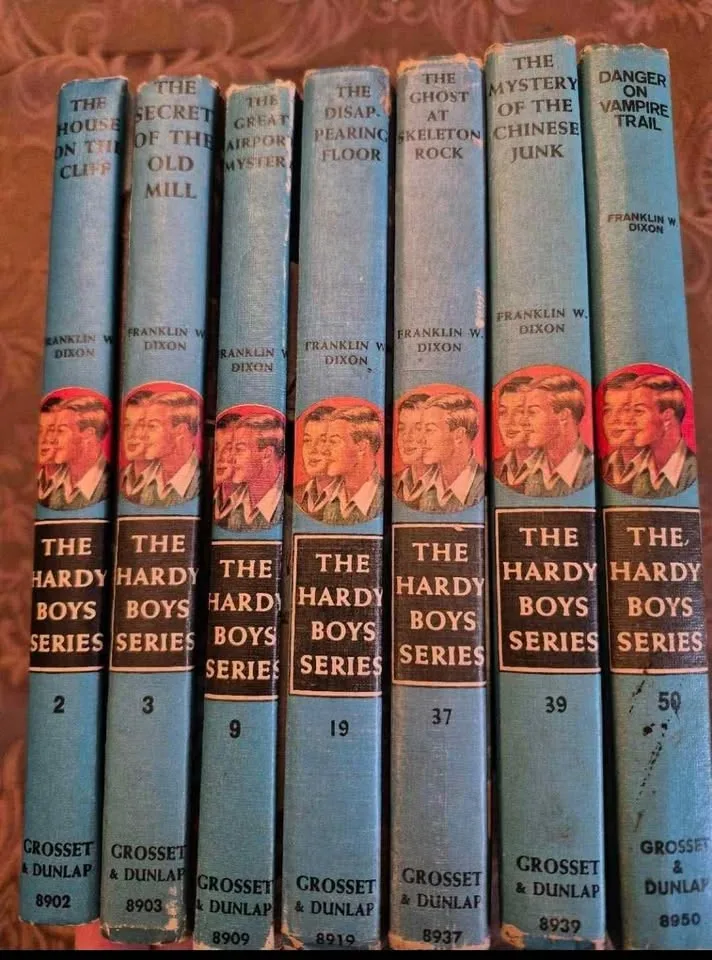 THE
HOUSE
ON THE
CLIFF
FRANKLIN W.
DIXON
THE
HARDY
BOYS
SERIES
2
GROSSET
& DUNLAP
8902
THE
SECRET
OF THE
OLD
MILL
FRANKLIN W.
DIXON
THE
HARDY
BOYS
SERIES
3
GROSSET
& DUNLAP
8903
THE
GREAT
AIRPORT
MYSTERY
FRANKLIN W
DIXON
THE
HARDY
BOYS
SERIES
9
GROSSET
& DUNLAP
8909
THE
DISAP-
PEARING
FLOOR
FRANKLIN W
DIXON
THE
HARDY
BOYS
SERIES
19
GROSSET
& DUNLAP
8919
THE
GHOST
AT
SKELETON
ROCK
FRANKLIN W.
DIXON
THE
HARDY
BOYS
SERIES
37
GROSSET
& DUNLAP
8937
THE
MYSTERY
OF THE
CHINESE
JUNK
FRANKLIN W.
DIXON
THE
HARDY
BOYS
SERIES
39
GROSSET
& DUNLAP
8939
DANGER
ON
VAMPIRE
TRAIL
FRANKLIN W.
DIXON
THE
HARDY
BOYS
SERIES
50
GROSSET
&
DUNLAP
8950